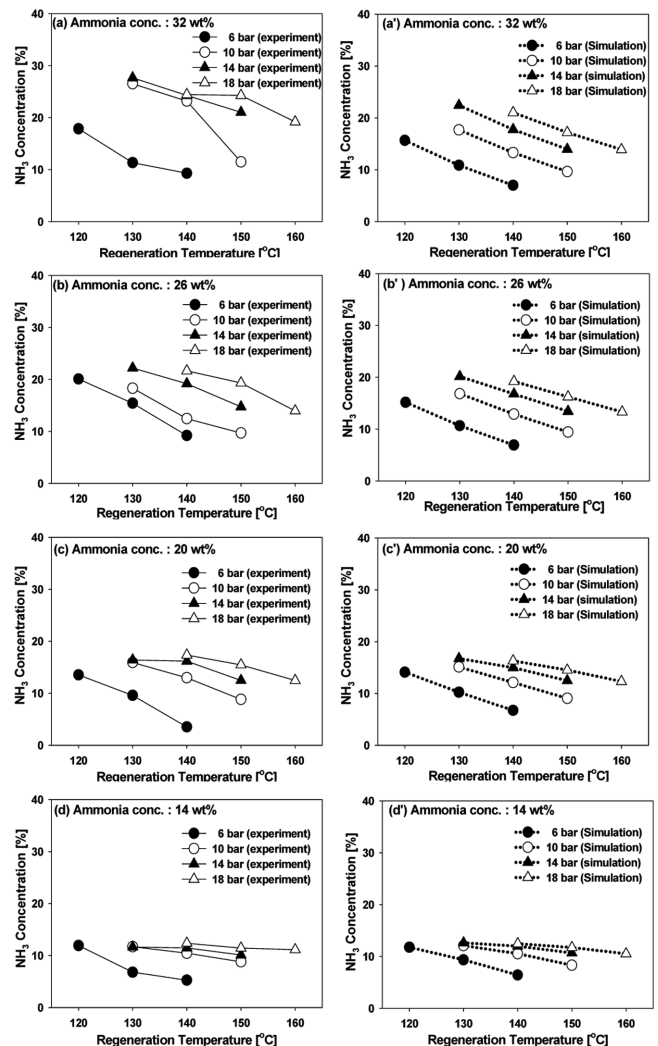 (a) Ammonia conc. : 32 wt%
6 bar (experiment)
10 bar (experiment)
14 bar (experiment)
18 bar (experiment)
NH3 Concentration [%]
40
30
20
10
0
120 130 140 150 160
Regeneration Temperature [°C]
(a') Ammonia conc. : 32 wt%
6 bar (Simulation)
10 bar (Simulation)
14 bar (simulation)
18 bar (Simulation)
NH3 Concentration [%]
40
30
20
10
0
120 130 140 150 160
Regeneration Temperature [°C]
(b) Ammonia conc. : 26 wt%
6 bar (experiment)
10 bar (experiment)
14 bar (experiment)
18 bar (experiment)
NH3 Concentration [%]
40
30
20
10
0
120 130 140 150 160
Regeneration Temperature [°C]
(b' ) Ammonia conc. : 26 wt%
6 bar (Simulation)
10 bar (Simulation)
14 bar (simulation)
18 bar (Simulation)
NH3 Concentration [%]
40
30
20
10
0
120 130 140 150 160
Regeneration Temperature [°C]
(c) Ammonia conc. : 20 wt%
6 bar (experiment)
10 bar (experiment)
14 bar (experiment)
18 bar (experiment)
NH3 Concentration [%]
40
30
20
10
0
120 130 140 150 160
Regeneration Temperature [°C]
(c') Ammonia conc. : 20 wt%
6 bar (Simulation)
10 bar (Simulation)
14 bar (simulation)
18 bar (Simulation)
NH3 Concentration [%]
40
30
20
10
0
120 130 140 150 160
Regeneration Temperature [°C]
(d) Ammonia conc. : 14 wt%
6 bar (experiment)
10 bar (experiment)
14 bar (experiment)
18 bar (experiment)
NH3 Concentration [%]
40
30
20
10
0
120 130 140 150 160
Regeneration Temperature [°C]
(d') Ammonia conc. : 14 wt%
6 bar (Simulation)
10 bar (Simulation)
14 bar (simulation)
18 bar (Simulation)
NH3 Concentration [%]
40
30
20
10
0
120 130 140 150 160
Regeneration Temperature [°C]